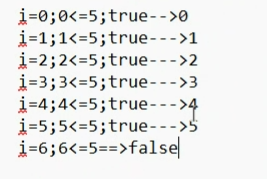 i=0;0<=5;true-->0
i=1;1<=5;true--->1
i=2;2<=5;true--->2
i=3;3<=5;true--->3
i=4;4<=5;true--->4
i=5;5<=5;true--->5
i=6;6<=5==>false